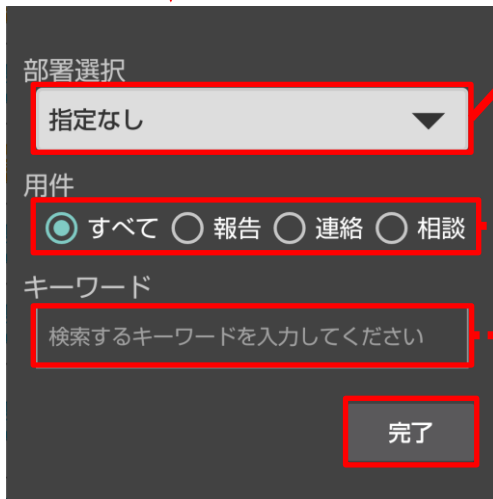 部署選択
指定なし
用件
すべて 報告 連絡 相談
キーワード
検索するキーワードを入力してください
完了